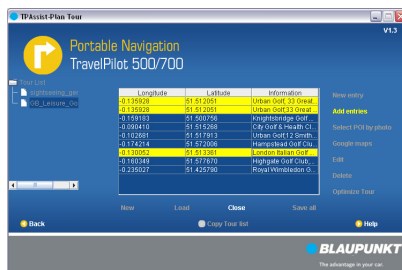 TPAssist-Plan Tour
V1.3
Portable Navigation
TravelPilot 500/700
Tour List
sightseeing_ger
GB_Leisure_Go
Longitude Latitude Information
-0.135928 51.512051 Urban Golf; 33 Great...
-0.135928 51.512051 Urban Golf;33 Great...
-0.159183 51.500756 Knightsbridge Golf ...
-0.090410 51.515268 City Golf & Health Cl...
-0.102681 51.517913 Urban Golf;12 Smith...
-0.174214 51.572006 Hampstead Golf Clu...
-0.130052 51.513361 London Italian Golf ...
-0.160349 51.577670 Highgate Golf Club;...
-0.235027 51.425790 Royal Wimbledon G...
New entry
Add entries
Select POI by photo
Google maps
Edit
Delete
Optimize Tour
New Load Close Save all
Back Copy Tour list Help
BLAUPUNKT
The advantage in your car.